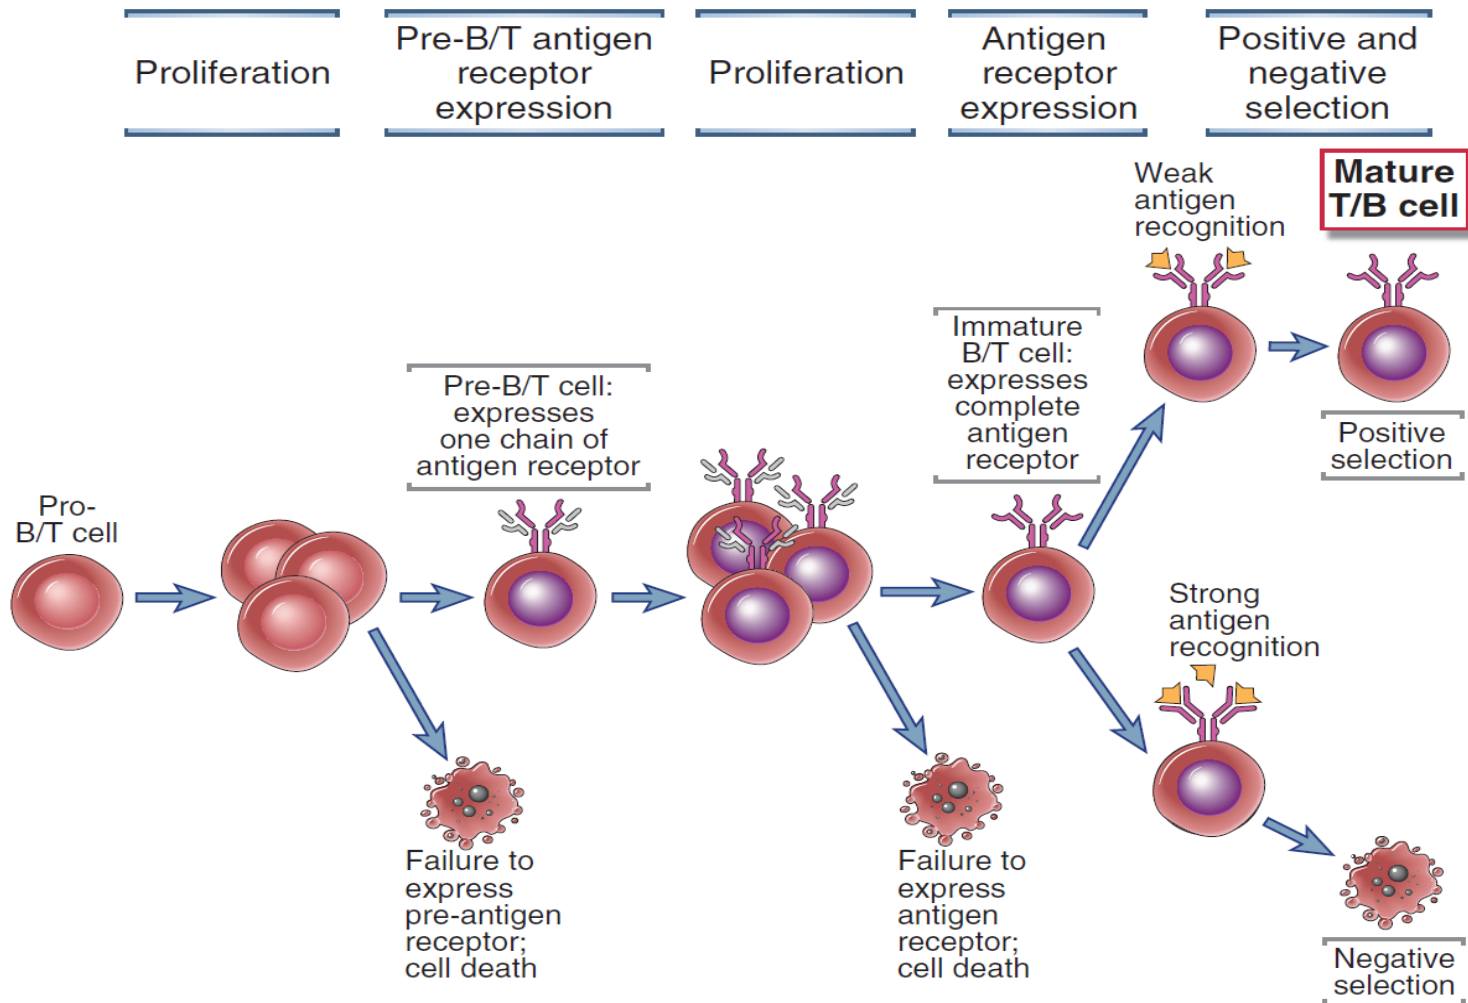 Proliferation
Pre-B/T antigen
receptor
expression
Proliferation
Antigen
receptor
expression
Positive and
negative
selection
Mature
T/B cell
Weak
antigen
recognition
Immature
B/T cell:
expresses
complete
antigen
receptor
Pre-B/T cell:
expresses
one chain of
antigen receptor
Positive
selection
Pro-
B/T cell
Strong
antigen
recognition
Failure to
express
pre-antigen
receptor;
cell death
Failure to
express
antigen
receptor;
cell death
Negative
selection